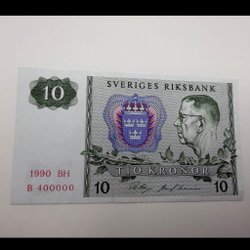 SVERIGES RIKSBANK
10
1990 BH
B 400000
TIO KRONOR
10
10